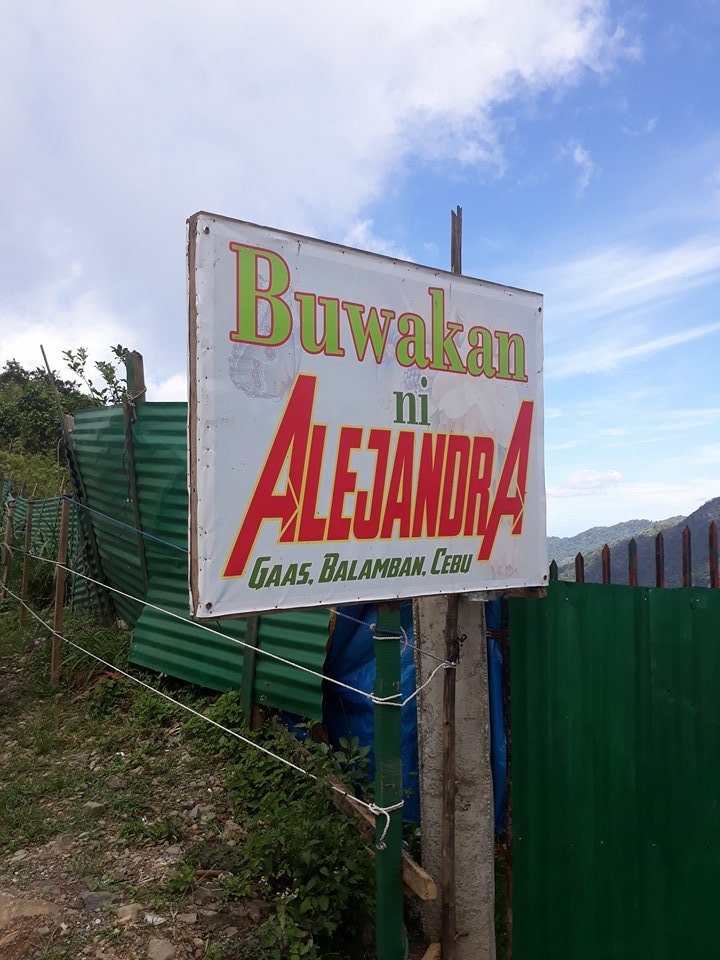 Buwakan
ni
ALEJANDRA
GAAS, BALAMBAN, CEBU